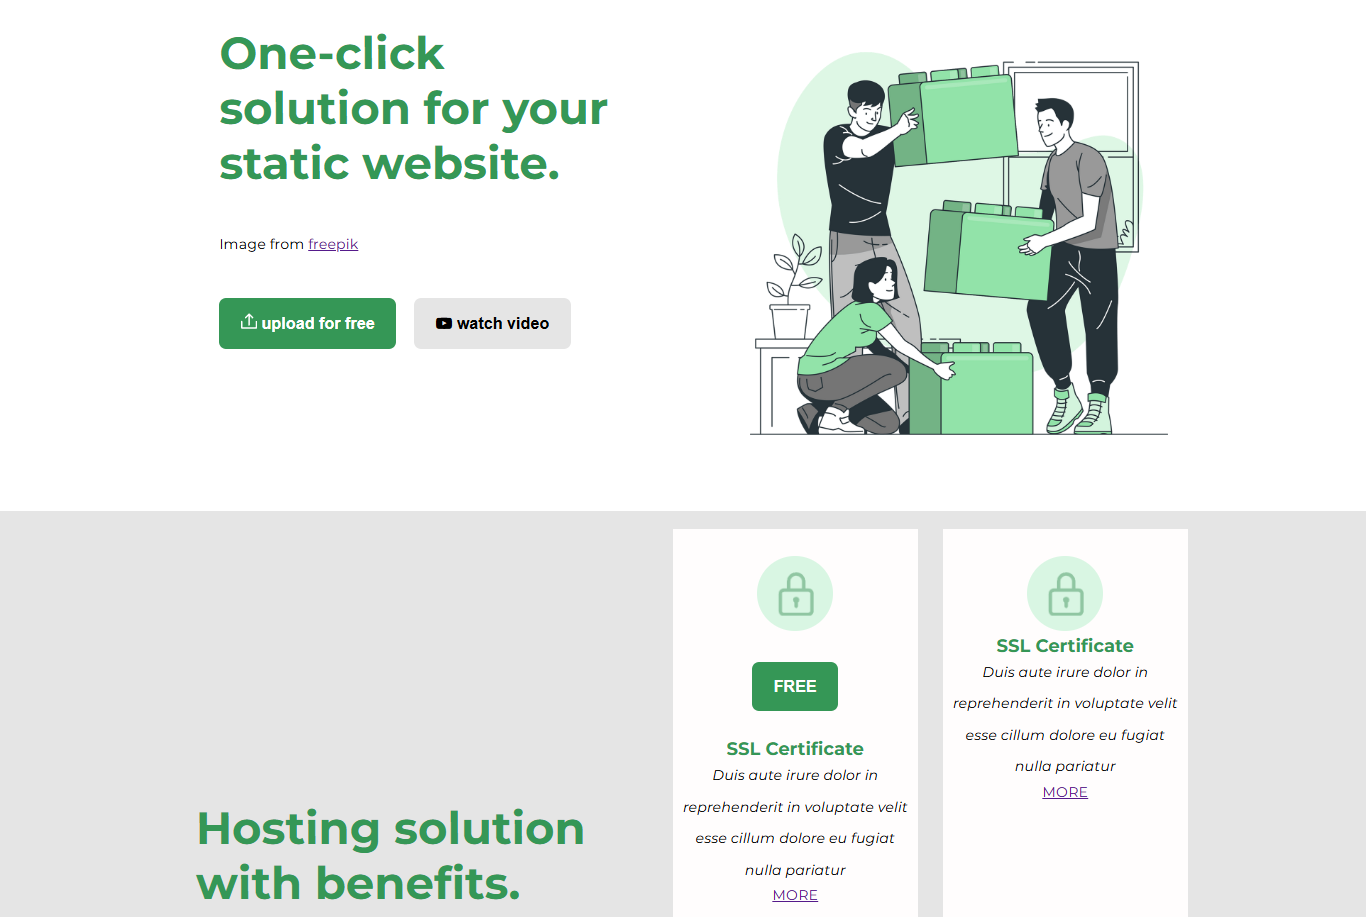 One-click
solution for your
static website.
Image from freepik
upload for free
watch video
FREE
SSL Certificate
Duis aute irure dolor in
reprehenderit in voluptate velit
esse cillum dolore eu fugiat
nulla pariatur
MORE
SSL Certificate
Duis aute irure dolor in
reprehenderit in voluptate velit
esse cillum dolore eu fugiat
nulla pariatur
MORE
Hosting solution
with benefits.